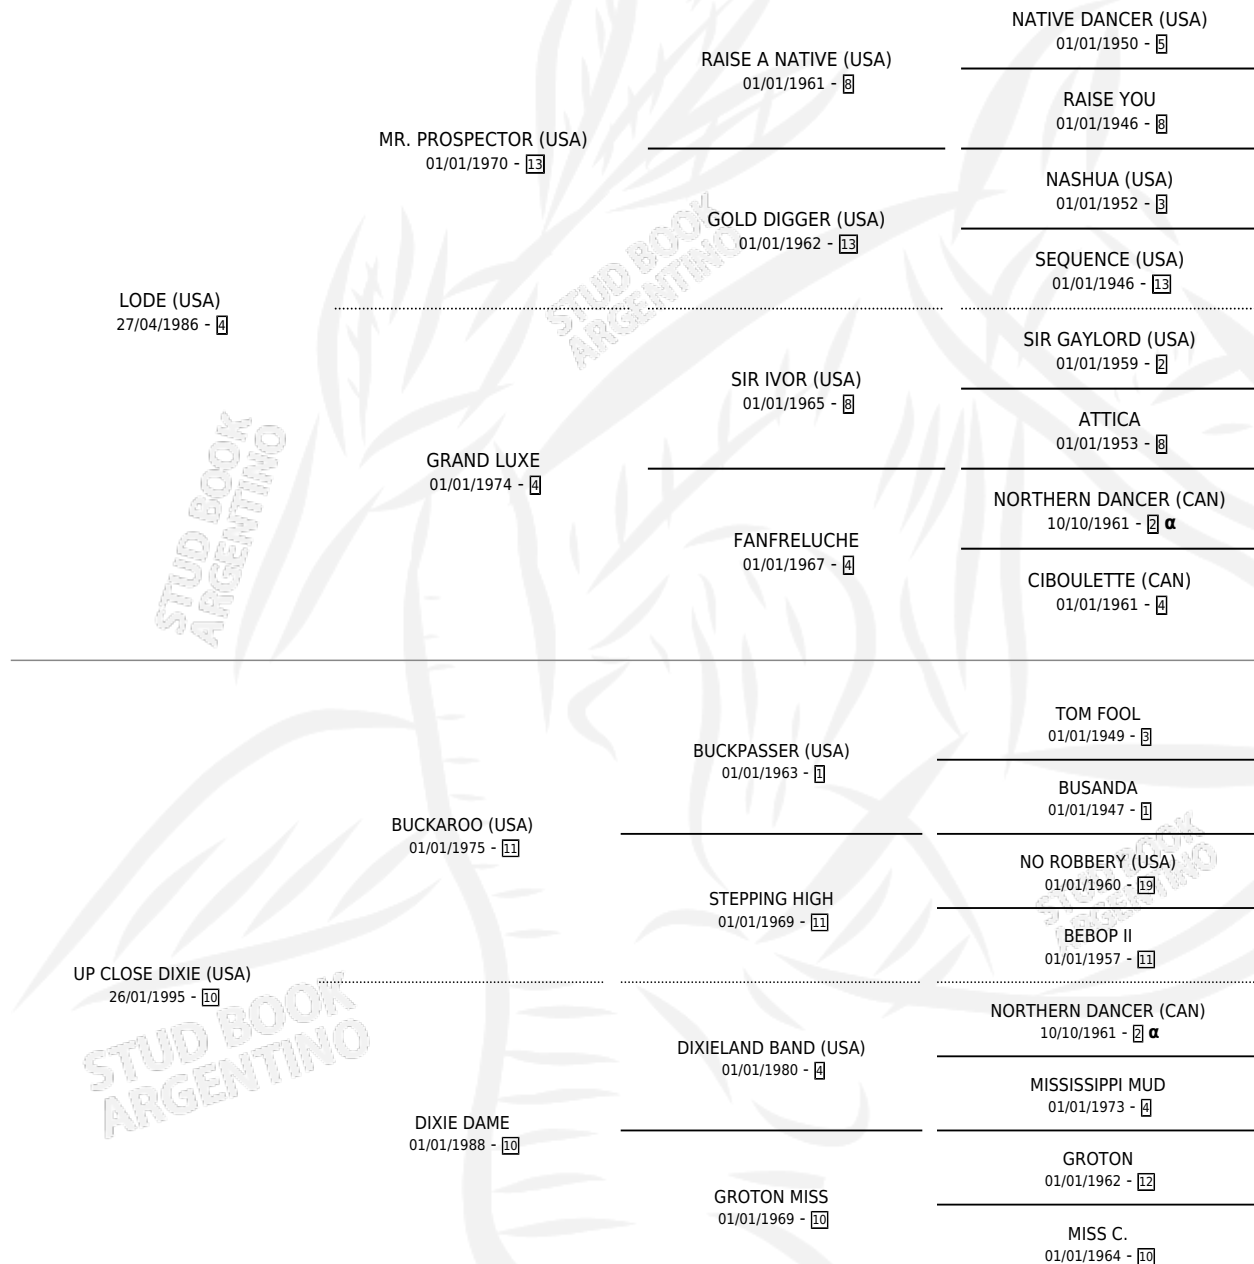 LODE (USA)
27/04/1986 - 4
MR. PROSPECTOR (USA)
01/01/1970 - 13
RAISE A NATIVE (USA)
01/01/1961 - 8
NATIVE DANCER (USA)
01/01/1950 - 5
RAISE YOU
01/01/1946 - 8
GOLD DIGGER (USA)
01/01/1962 - 13
NASHUA (USA)
01/01/1952 - 3
SEQUENCE (USA)
01/01/1946 - 13
GRAND LUXE
01/01/1974 - 4
SIR IVOR (USA)
01/01/1965 - 8
SIR GAYLORD (USA)
01/01/1959 - 2
ATTICA
01/01/1953 - 8
FANFRELUCHE
01/01/1967 - 4
NORTHERN DANCER (CAN)
10/10/1961 - 2 α
CIBOULETTE (CAN)
01/01/1961 - 4
UP CLOSE DIXIE (USA)
26/01/1995 - 10
BUCKAROO (USA)
01/01/1975 - 11
BUCKPASSER (USA)
01/01/1963 - 1
TOM FOOL
01/01/1949 - 3
BUSANDA
01/01/1947 - 1
STEPPING HIGH
01/01/1969 - 11
NO ROBBERY (USA)
01/01/1960 - 19
BEBOP II
01/01/1957 - 11
DIXIE DAME
01/01/1988 - 10
DIXIELAND BAND (USA)
01/01/1980 - 4
NORTHERN DANCER (CAN)
10/10/1961 - 2 α
MISSISSIPPI MUD
01/01/1973 - 4
GROTON MISS
01/01/1969 - 10
GROTON
01/01/1962 - 12
MISS C.
01/01/1964 - 10
STUD BOOK
ARGENTINO
STUD BOOK
ARGENTINO
STUD BOOK
ARGENTINO
STUD BOOK
ARGENTINO